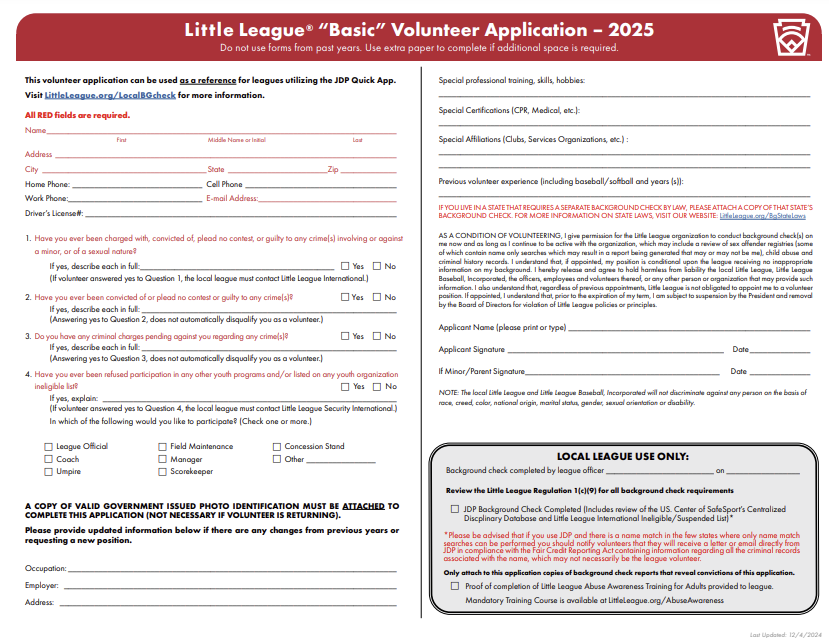 Little League® “Basic” Volunteer Application – 2025
Do not use forms from past years. Use extra paper to complete if additional space is required.
This volunteer application can be used as a reference for leagues utilizing the JDP Quick App.
Visit LittleLeague.org/LocalBGcheck for more information.
All RED fields are required.
Name
First Middle Name or Initial Last
Address
City State Zip
Home Phone: Cell Phone
Work Phone: E-mail Address:
Driver’s License#:
1. Have you ever been charged with, convicted of, plead no contest, or guilty to any crime(s) involving or against
a minor, or of a sexual nature?
If yes, describe each in full: Yes No
(If volunteer answered yes to Question 1, the local league must contact Little League International.)
2. Have you ever been convicted of or plead no contest or guilty to any crime(s)? Yes No
If yes, describe each in full:
(Answering yes to Question 2, does not automatically disqualify you as a volunteer.)
3. Do you have any criminal charges pending against you regarding any crime(s)? Yes No
If yes, describe each in full:
(Answering yes to Question 3, does not automatically disqualify you as a volunteer.)
4. Have you ever been refused participation in any other youth programs and/or listed on any youth organization
ineligible list? Yes No
If yes, explain:
(If volunteer answered yes to Question 4, the local league must contact Little League Security International.)
In which of the following would you like to participate? (Check one or more.)
League Official Field Maintenance Concession Stand
Coach Manager Other
Umpire Scorekeeper
A COPY OF VALID GOVERNMENT ISSUED PHOTO IDENTIFICATION MUST BE ATTACHED TO
COMPLETE THIS APPLICATION (NOT NECESSARY IF VOLUNTEER IS RETURNING).
Please provide updated information below if there are any changes from previous years or
requesting a new position.
Occupation:
Employer:
Address:
Special professional training, skills, hobbies:
Special Certifications (CPR, Medical, etc.):
Special Affiliations (Clubs, Services Organizations, etc.) :
Previous volunteer experience (including baseball/softball and years (s)):
IF YOU LIVE IN A STATE THAT REQUIRES A SEPARATE BACKGROUND CHECK BY LAW, PLEASE ATTACH A COPY OF THAT STATE’S
BACKGROUND CHECK. FOR MORE INFORMATION ON STATE LAWS, VISIT OUR WEBSITE: LittleLeague.org/BgStateLaws
AS A CONDITION OF VOLUNTEERING, I give permission for the Little League organization to conduct background check(s) on
me now and as long as I continue to be active with the organization, which may include a review of sex offender registries (some
of which contain name only searches which may result in a report being generated that may or may not be me), child abuse and
criminal history records. I understand that, if appointed, my position is conditional upon the league receiving no inappropriate
information on my background. I hereby release and agree to hold harmless from liability the local Little League, Little League
Baseball, Incorporated, the officers, employees and volunteers thereof, or any other person or organization that may provide such
information. I also understand that, regardless of previous appointments, Little League is not obligated to appoint me to a volunteer
position. If appointed, I understand that, prior to the expiration of my term, I am subject to suspension by the President and removal
by the Board of Directors for violation of Little League policies or principles.
Applicant Name (please print or type)
Applicant Signature Date
If Minor/Parent Signature Date
NOTE: The local Little League and Little League Baseball, Incorporated will not discriminate against any person on the basis of
race, creed, color, national origin, marital status, gender, sexual orientation or disability.
LOCAL LEAGUE USE ONLY:
Background check completed by league officer on
Review the Little League Regulation 1(c)(9) for all background check requirements
JDP Background Check Completed (Includes review of the US. Center of SafeSport's Centralized
Discplinary Database and Little League International Ineligible/Suspended List)*
*Please be advised that if you use JDP and there is a name match in the few states where only name match
searches can be performed you should notify volunteers that they will receive a letter or email directly from
JDP in compliance with the Fair Credit Reporting Act containing information regarding all the criminal records
associated with the name, which may not necessarily be the league volunteer.
Only attach to this application copies of background check reports that reveal convictions of this application.
Proof of completion of Little League Abuse Awareness Training for Adults provided to league.
Mandatory Training Course is available at LittleLeague.org/AbuseAwareness
Last Updated: 12/4/2024